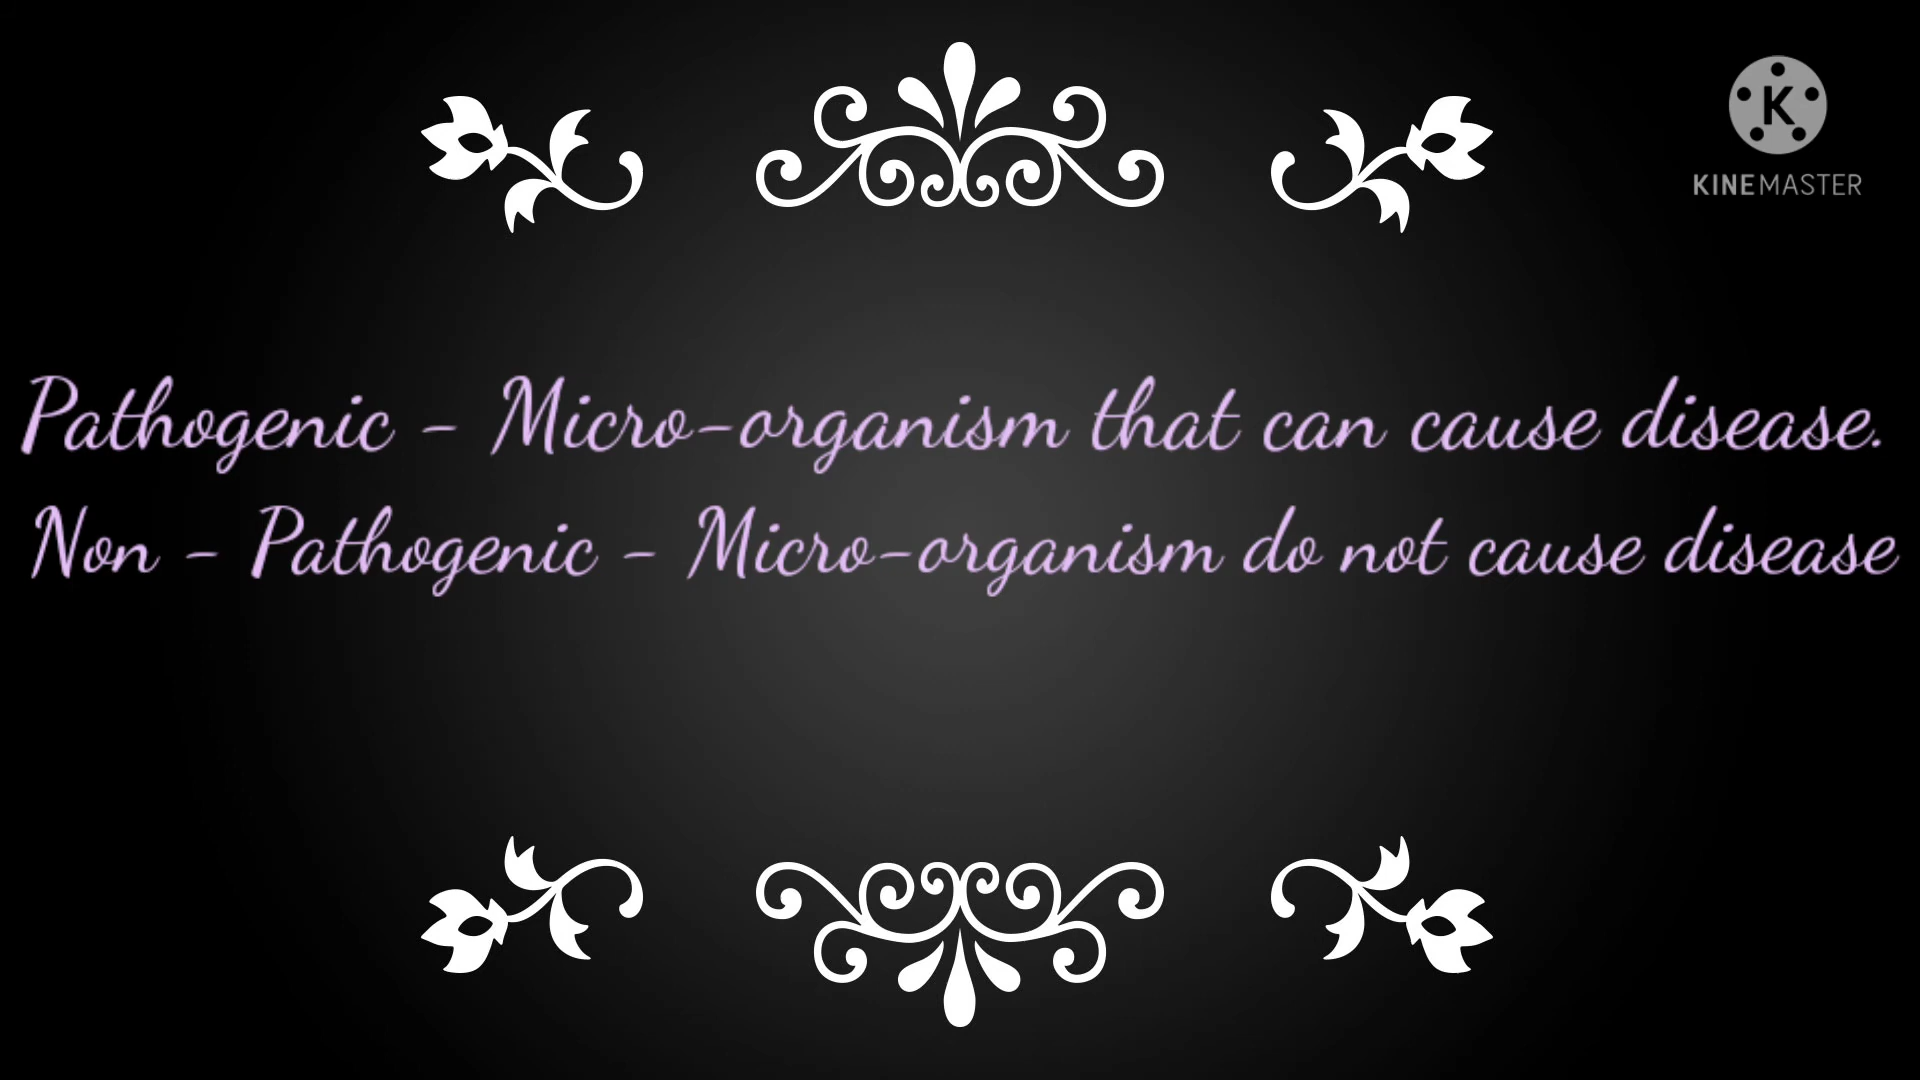 K
KINEMASTER
Pathogenic - Micro-organism that can cause disease.
Non - Pathogenic - Micro-organism do not cause disease